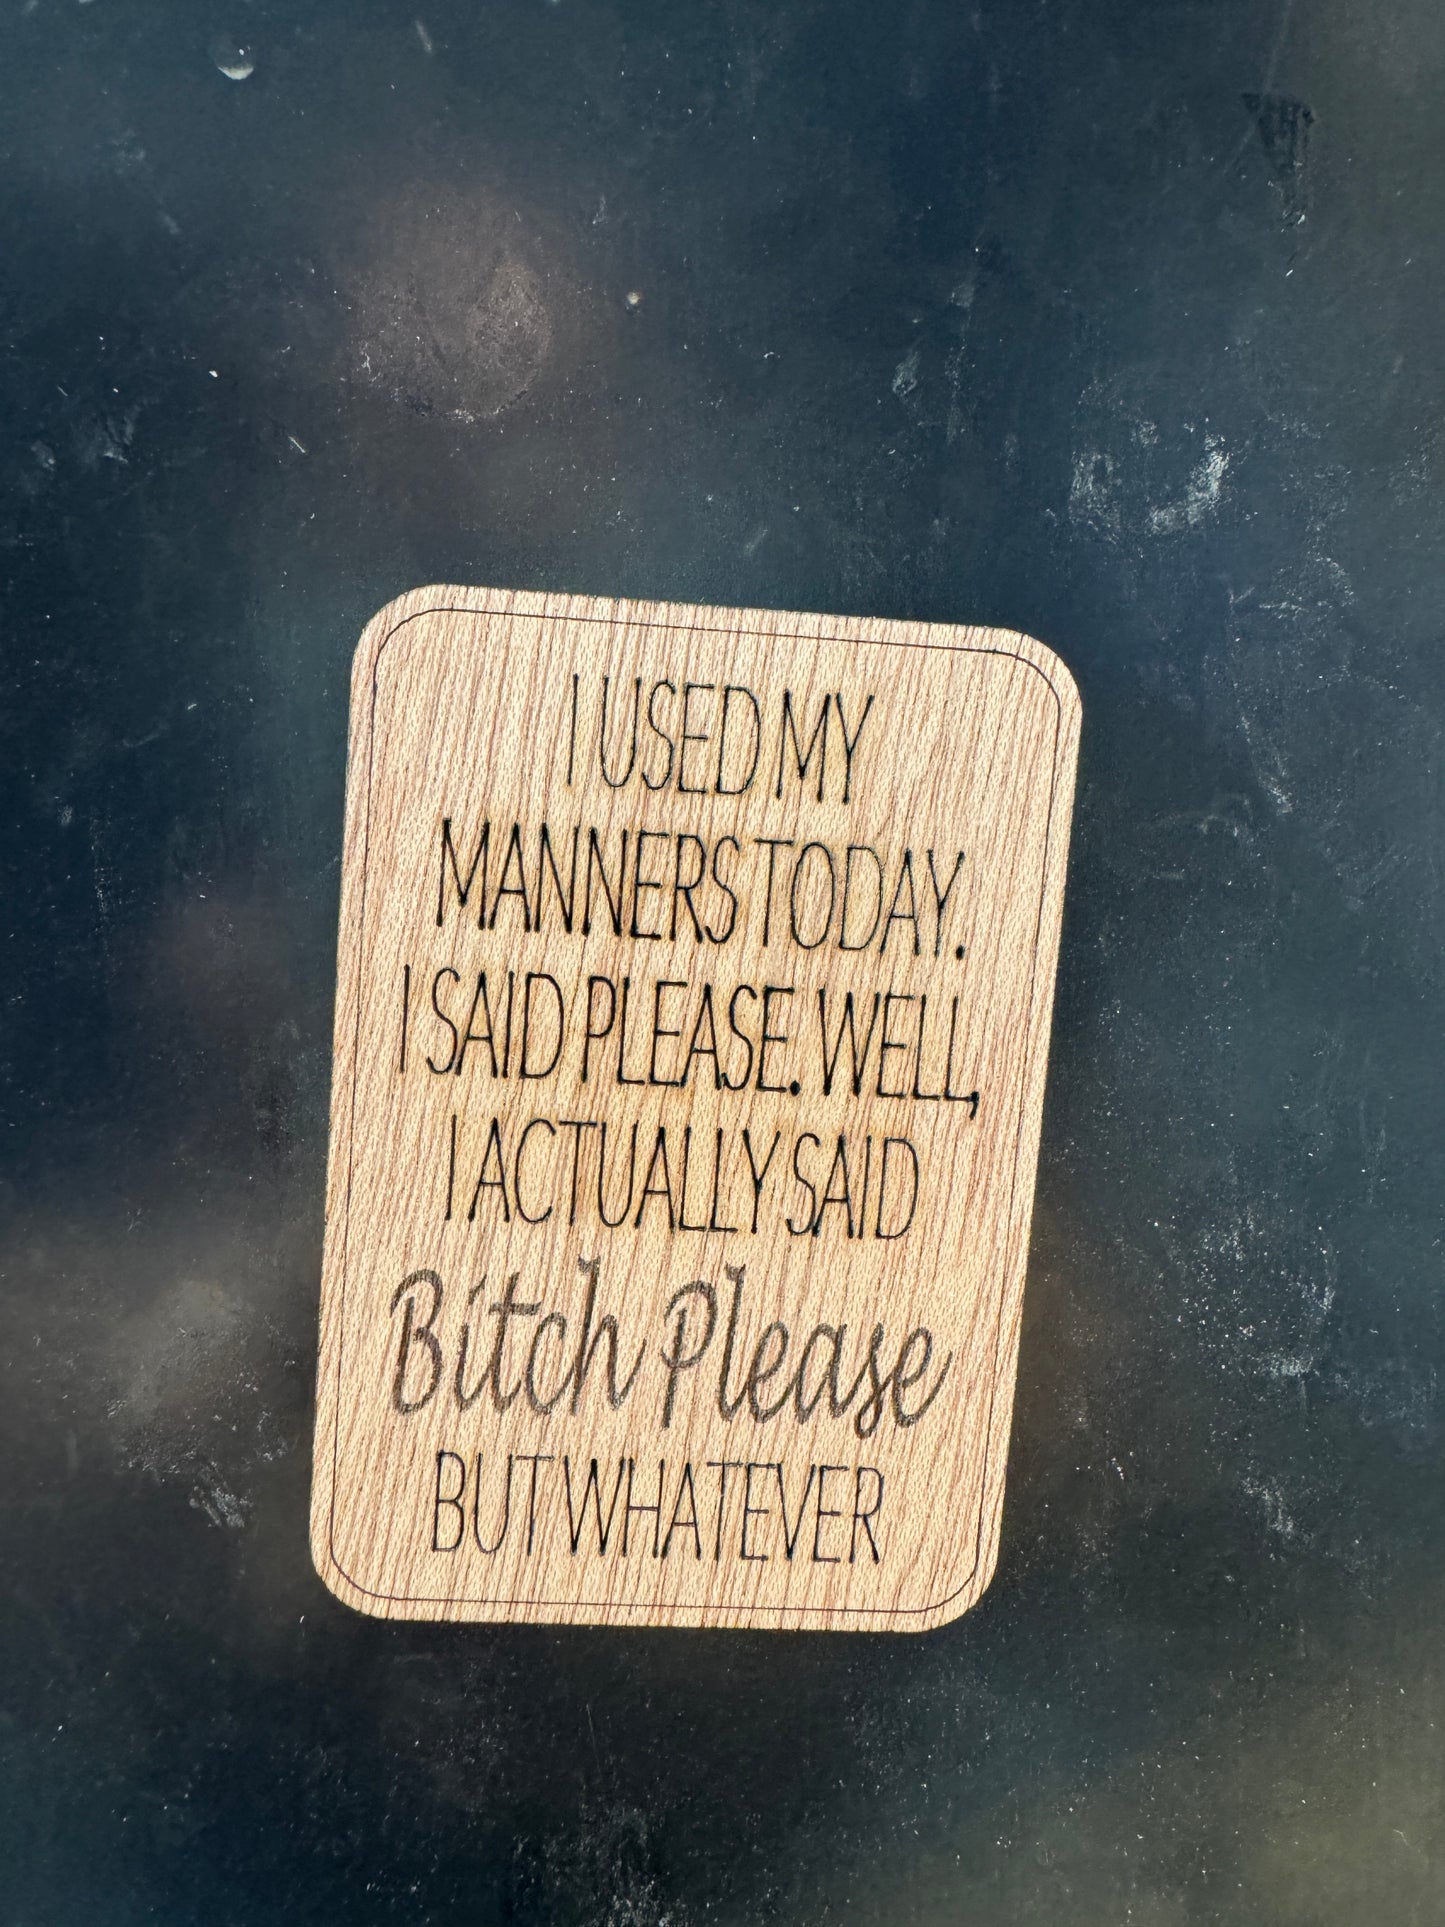 I USED MY
MANNERS TODAY.
I SAID PLEASE. WELL,
I ACTUALLY SAID
Bitch Please
BUT WHATEVER